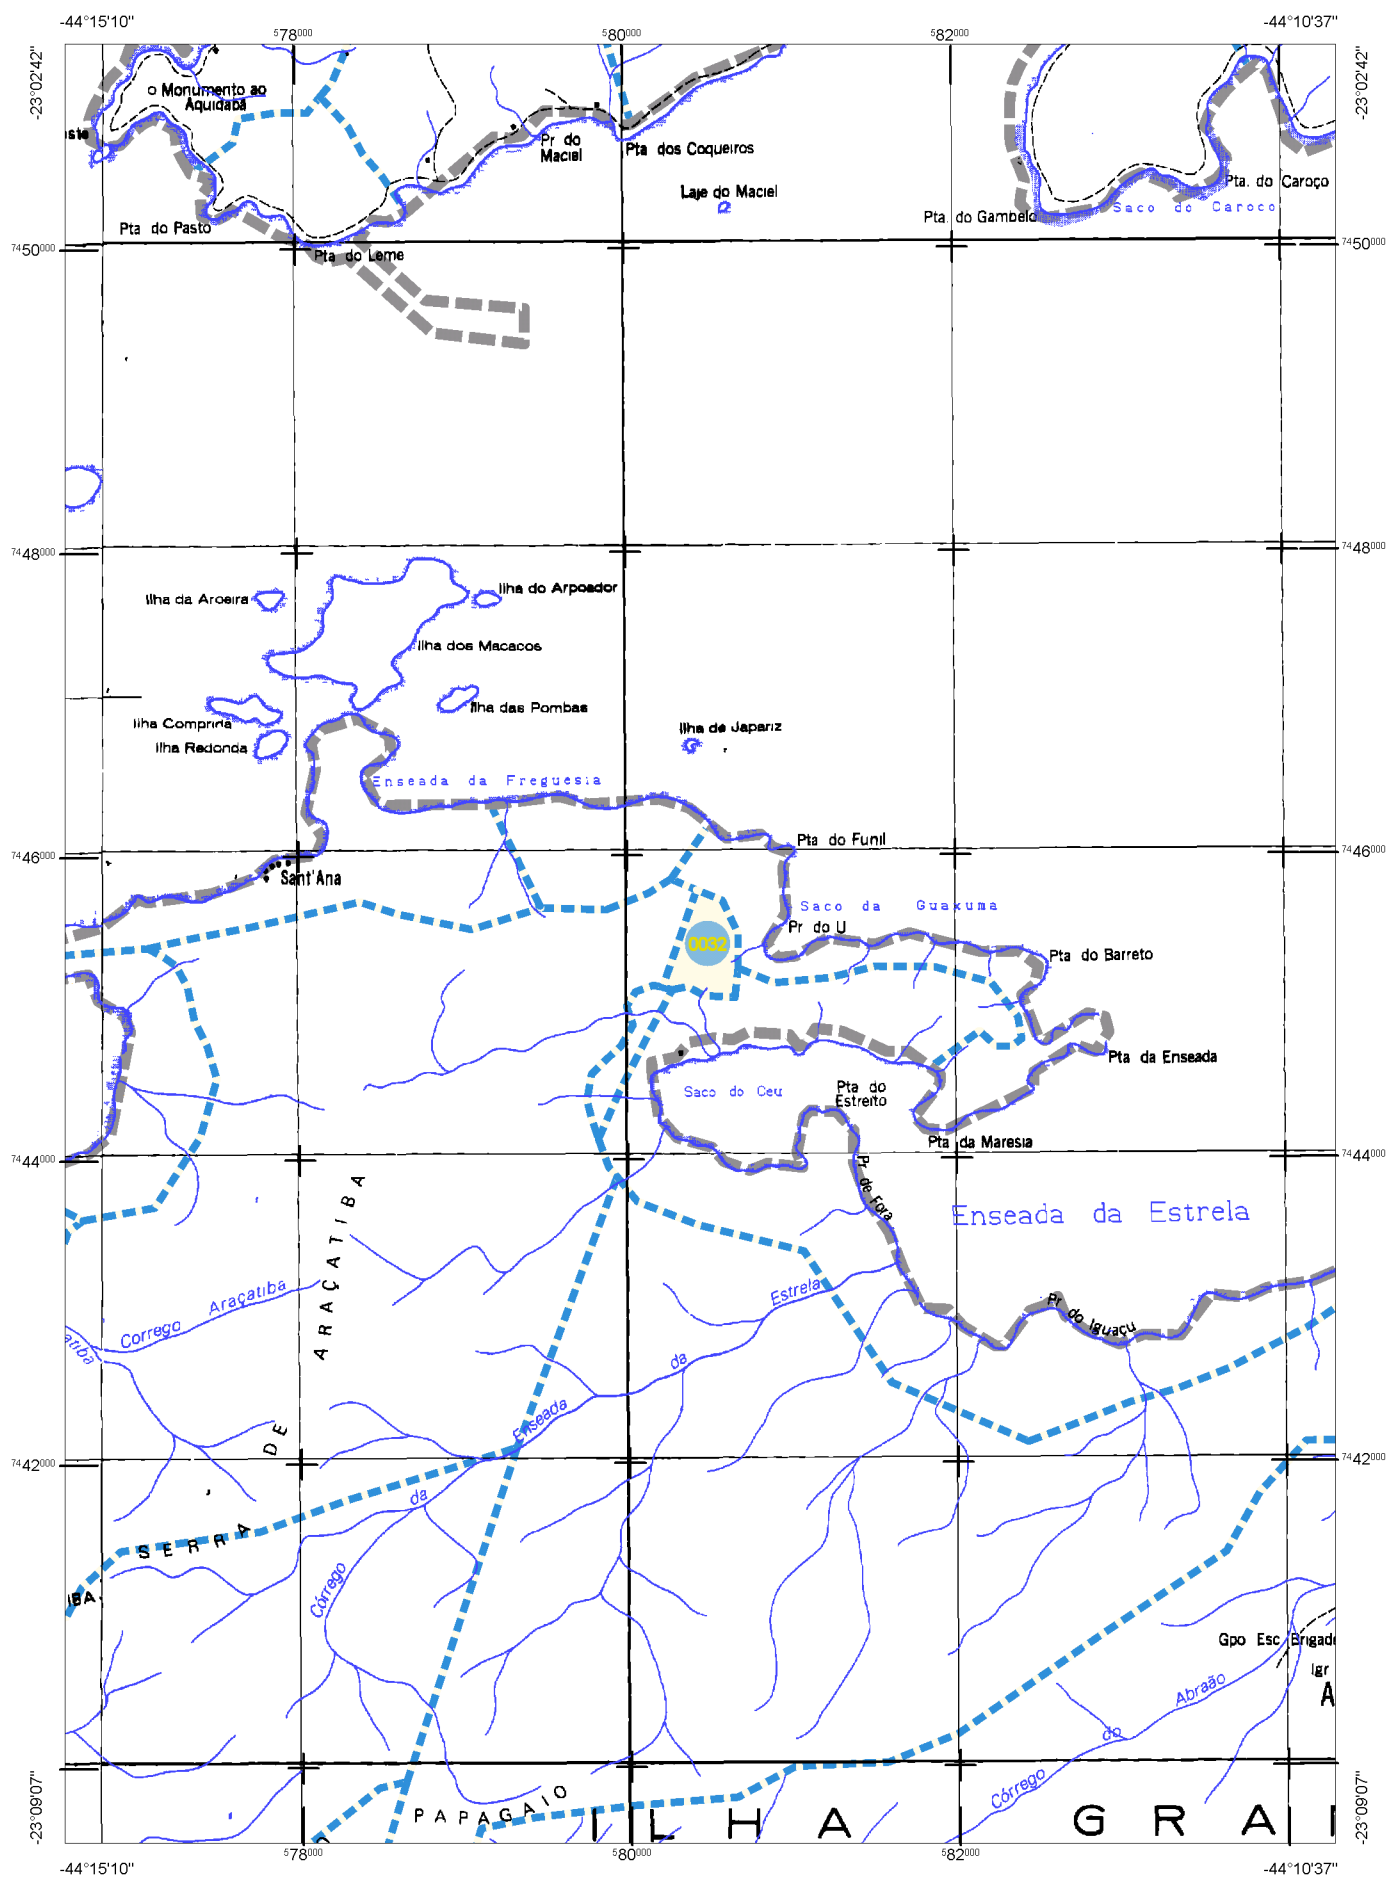 -44°15'10"
578000
580000
582000
-44°10'37"
-23°02'42"
-23°02'42"
Monumento ao
Aquidabã
Pr do
Maciel
Pta dos Coqueiros
Laje do Maciel
Pta. do Caroço
Saco do Caroco
Pta. do Gambelo
Pta do Pasto
Pta do Leme
7450000
7450000
7448000
7448000
Ilha da Aroeira
Ilha do Arpoador
Ilha dos Macacos
Ilha das Pombas
Ilha Comprida
Ilha Redonda
Ilha de Japariz
Enseada da Freguesia
Pta do Funil
7446000
7446000
Sant'Ana
Saco da Guaxuma
Pr do U
0032
Pta do Barreto
Pta da Enseada
Saco do Ceu
Pta do
Estreito
Pta da Maresia
7444000
7444000
Pr de Fora
Enseada da Estrela
Corrego Araçatiba
atiba
Pr do Iguaçu
Córrego da Enseada da Estrela
7442000
7442000
SERRA DE ARAÇATIBA
IBA
Gpo Esc Brigade
Igr
A
Córrego do Abraão
PAPAGAIO
ILHA GRA
-23°09'07"
-23°09'07"
-44°15'10"
578000
580000
582000
-44°10'37"